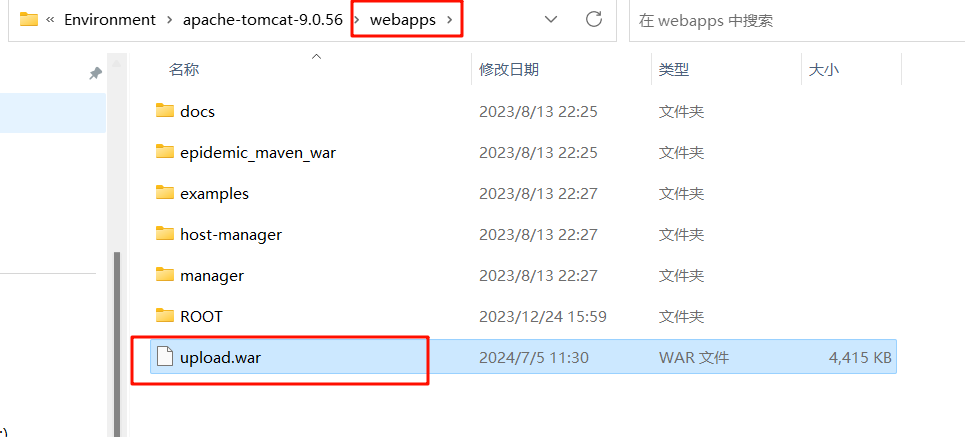 « Environment > apache-tomcat-9.0.56 > webapps > 在 webapps 中搜索
名称 修改日期 类型 大小
docs 2023/8/13 22:25 文件夹
epidemic_maven_war 2023/8/13 22:25 文件夹
examples 2023/8/13 22:27 文件夹
host-manager 2023/8/13 22:27 文件夹
manager 2023/8/13 22:27 文件夹
ROOT 2023/12/24 15:59 文件夹
upload.war 2024/7/5 11:30 WAR 文件 4,415 KB